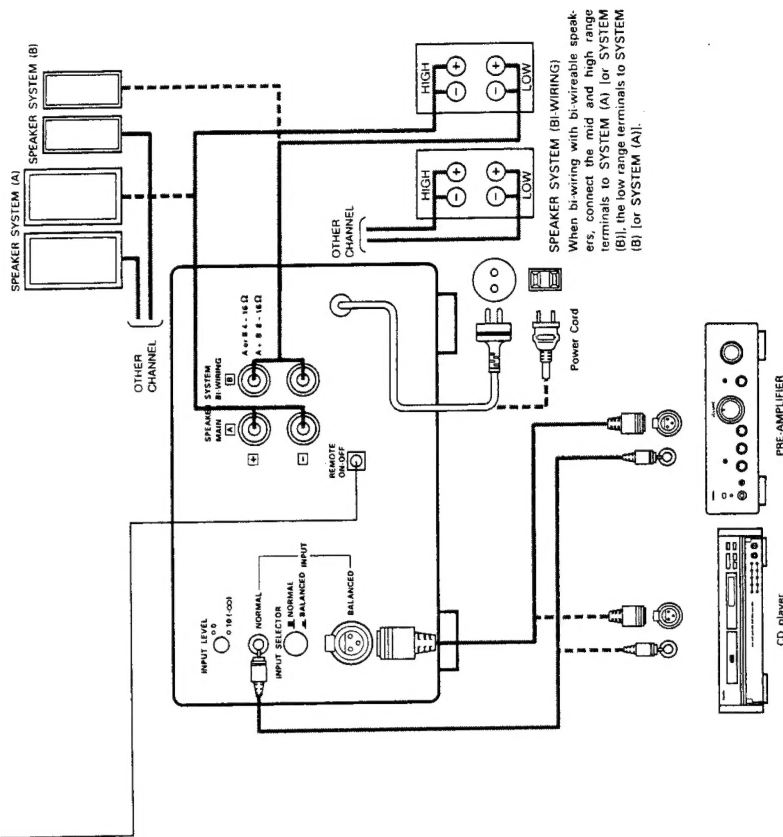 SPEAKER SYSTEM (A)
SPEAKER SYSTEM (B)
OTHER
CHANNEL
INPUT LEVEL
0
10 (-∞)
NORMAL
INPUT SELECTOR
NORMAL
BALANCED
INPUT
BALANCED
REMOTE
ON-OFF
SPEAKER SYSTEM
MAIN
BI-WIRING
A
B
+
-
A or B 4 - 16 Ω
A + B 8 - 16 Ω
OTHER
CHANNEL
HIGH
- +
- +
LOW
HIGH
- +
- +
LOW
Power Cord
SPEAKER SYSTEM (BI-WIRING)
When bi-wiring with bi-wireable speak-
ers, connect the mid and high range
terminals to SYSTEM (A) [or SYSTEM
(B)], the low range terminals to SYSTEM
(B) [or SYSTEM (A)].
CD player
PRE-AMPLIFIER